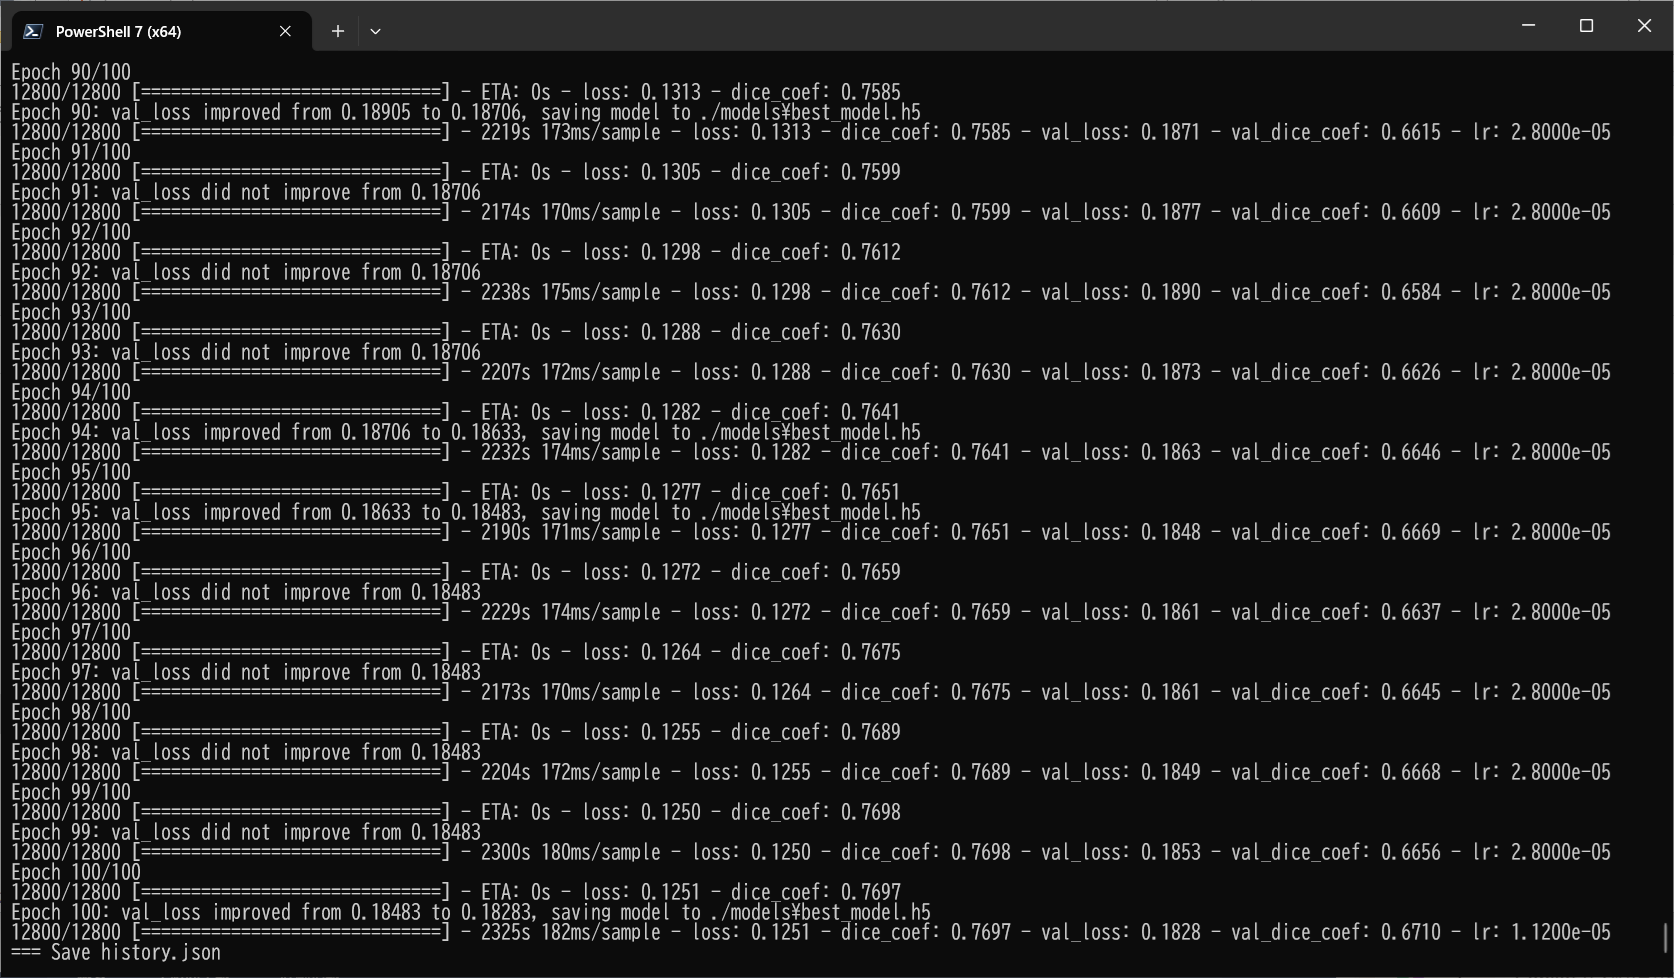 PowerShell 7 (x64)
Epoch 90/100
12800/12800 [==============================] - ETA: 0s - loss: 0.1313 - dice_coef: 0.7585
Epoch 90: val_loss improved from 0.18905 to 0.18706, saving model to ./models¥best_model.h5
12800/12800 [==============================] - 2219s 173ms/sample - loss: 0.1313 - dice_coef: 0.7585 - val_loss: 0.1871 - val_dice_coef: 0.6615 - lr: 2.8000e-05
Epoch 91/100
12800/12800 [==============================] - ETA: 0s - loss: 0.1305 - dice_coef: 0.7599
Epoch 91: val_loss did not improve from 0.18706
12800/12800 [==============================] - 2174s 170ms/sample - loss: 0.1305 - dice_coef: 0.7599 - val_loss: 0.1877 - val_dice_coef: 0.6609 - lr: 2.8000e-05
Epoch 92/100
12800/12800 [==============================] - ETA: 0s - loss: 0.1298 - dice_coef: 0.7612
Epoch 92: val_loss did not improve from 0.18706
12800/12800 [==============================] - 2238s 175ms/sample - loss: 0.1298 - dice_coef: 0.7612 - val_loss: 0.1890 - val_dice_coef: 0.6584 - lr: 2.8000e-05
Epoch 93/100
12800/12800 [==============================] - ETA: 0s - loss: 0.1288 - dice_coef: 0.7630
Epoch 93: val_loss did not improve from 0.18706
12800/12800 [==============================] - 2207s 172ms/sample - loss: 0.1288 - dice_coef: 0.7630 - val_loss: 0.1873 - val_dice_coef: 0.6626 - lr: 2.8000e-05
Epoch 94/100
12800/12800 [==============================] - ETA: 0s - loss: 0.1282 - dice_coef: 0.7641
Epoch 94: val_loss improved from 0.18706 to 0.18633, saving model to ./models¥best_model.h5
12800/12800 [==============================] - 2232s 174ms/sample - loss: 0.1282 - dice_coef: 0.7641 - val_loss: 0.1863 - val_dice_coef: 0.6646 - lr: 2.8000e-05
Epoch 95/100
12800/12800 [==============================] - ETA: 0s - loss: 0.1277 - dice_coef: 0.7651
Epoch 95: val_loss improved from 0.18633 to 0.18483, saving model to ./models¥best_model.h5
12800/12800 [==============================] - 2190s 171ms/sample - loss: 0.1277 - dice_coef: 0.7651 - val_loss: 0.1848 - val_dice_coef: 0.6669 - lr: 2.8000e-05
Epoch 96/100
12800/12800 [==============================] - ETA: 0s - loss: 0.1272 - dice_coef: 0.7659
Epoch 96: val_loss did not improve from 0.18483
12800/12800 [==============================] - 2229s 174ms/sample - loss: 0.1272 - dice_coef: 0.7659 - val_loss: 0.1861 - val_dice_coef: 0.6637 - lr: 2.8000e-05
Epoch 97/100
12800/12800 [==============================] - ETA: 0s - loss: 0.1264 - dice_coef: 0.7675
Epoch 97: val_loss did not improve from 0.18483
12800/12800 [==============================] - 2173s 170ms/sample - loss: 0.1264 - dice_coef: 0.7675 - val_loss: 0.1861 - val_dice_coef: 0.6645 - lr: 2.8000e-05
Epoch 98/100
12800/12800 [==============================] - ETA: 0s - loss: 0.1255 - dice_coef: 0.7689
Epoch 98: val_loss did not improve from 0.18483
12800/12800 [==============================] - 2204s 172ms/sample - loss: 0.1255 - dice_coef: 0.7689 - val_loss: 0.1849 - val_dice_coef: 0.6668 - lr: 2.8000e-05
Epoch 99/100
12800/12800 [==============================] - ETA: 0s - loss: 0.1250 - dice_coef: 0.7698
Epoch 99: val_loss did not improve from 0.18483
12800/12800 [==============================] - 2300s 180ms/sample - loss: 0.1250 - dice_coef: 0.7698 - val_loss: 0.1853 - val_dice_coef: 0.6656 - lr: 2.8000e-05
Epoch 100/100
12800/12800 [==============================] - ETA: 0s - loss: 0.1251 - dice_coef: 0.7697
Epoch 100: val_loss improved from 0.18483 to 0.18283, saving model to ./models¥best_model.h5
12800/12800 [==============================] - 2325s 182ms/sample - loss: 0.1251 - dice_coef: 0.7697 - val_loss: 0.1828 - val_dice_coef: 0.6710 - lr: 1.1200e-05
=== Save history.json